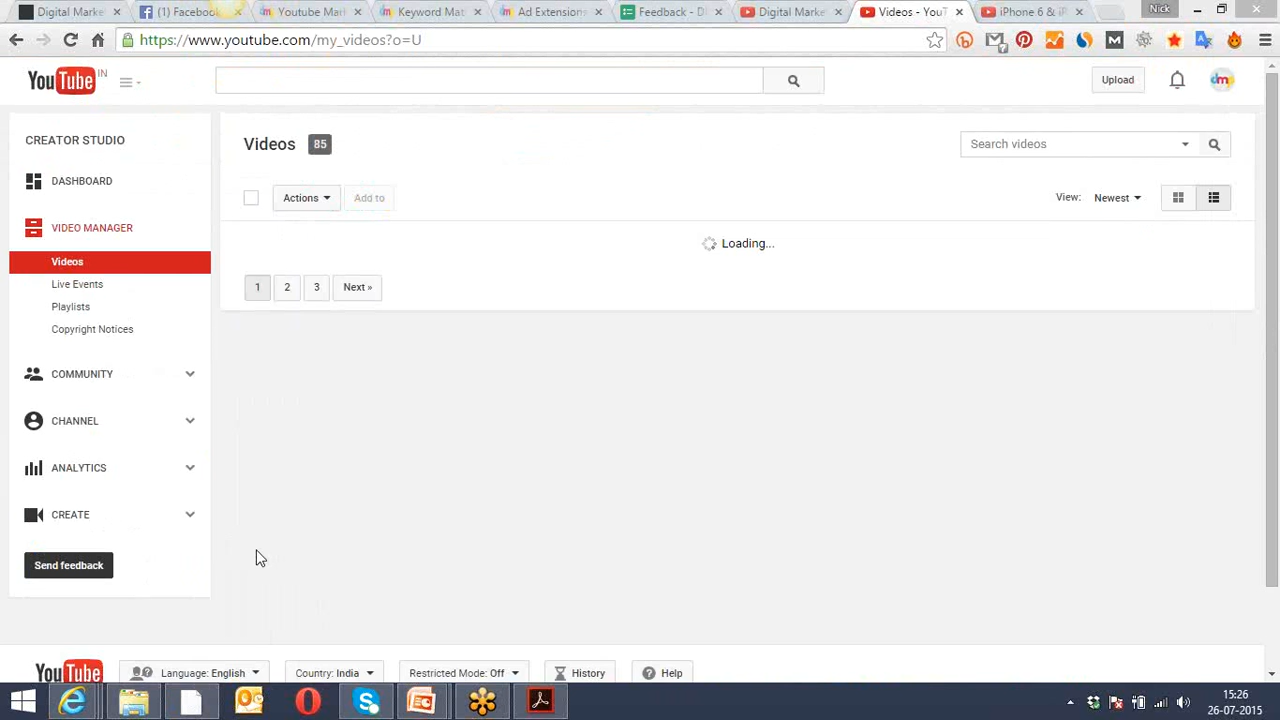 Digital Marke
(1) Facebook
Youtube Mar
Keyword Mat
Ad Extension
Feedback - D
Digital Marke
Videos - YouT
iPhone 6 & iP
Nick
https://www.youtube.com/my_videos?o=U
YouTube IN
Upload
dmp
CREATOR STUDIO
DASHBOARD
VIDEO MANAGER
Videos
Live Events
Playlists
Copyright Notices
COMMUNITY
CHANNEL
ANALYTICS
CREATE
Send feedback
Videos 85
Search videos
Actions
Add to
View: Newest
Loading...
1 2 3 Next »
YouTube
Language: English
Country: India
Restricted Mode: Off
History
Help
15:26
26-07-2015